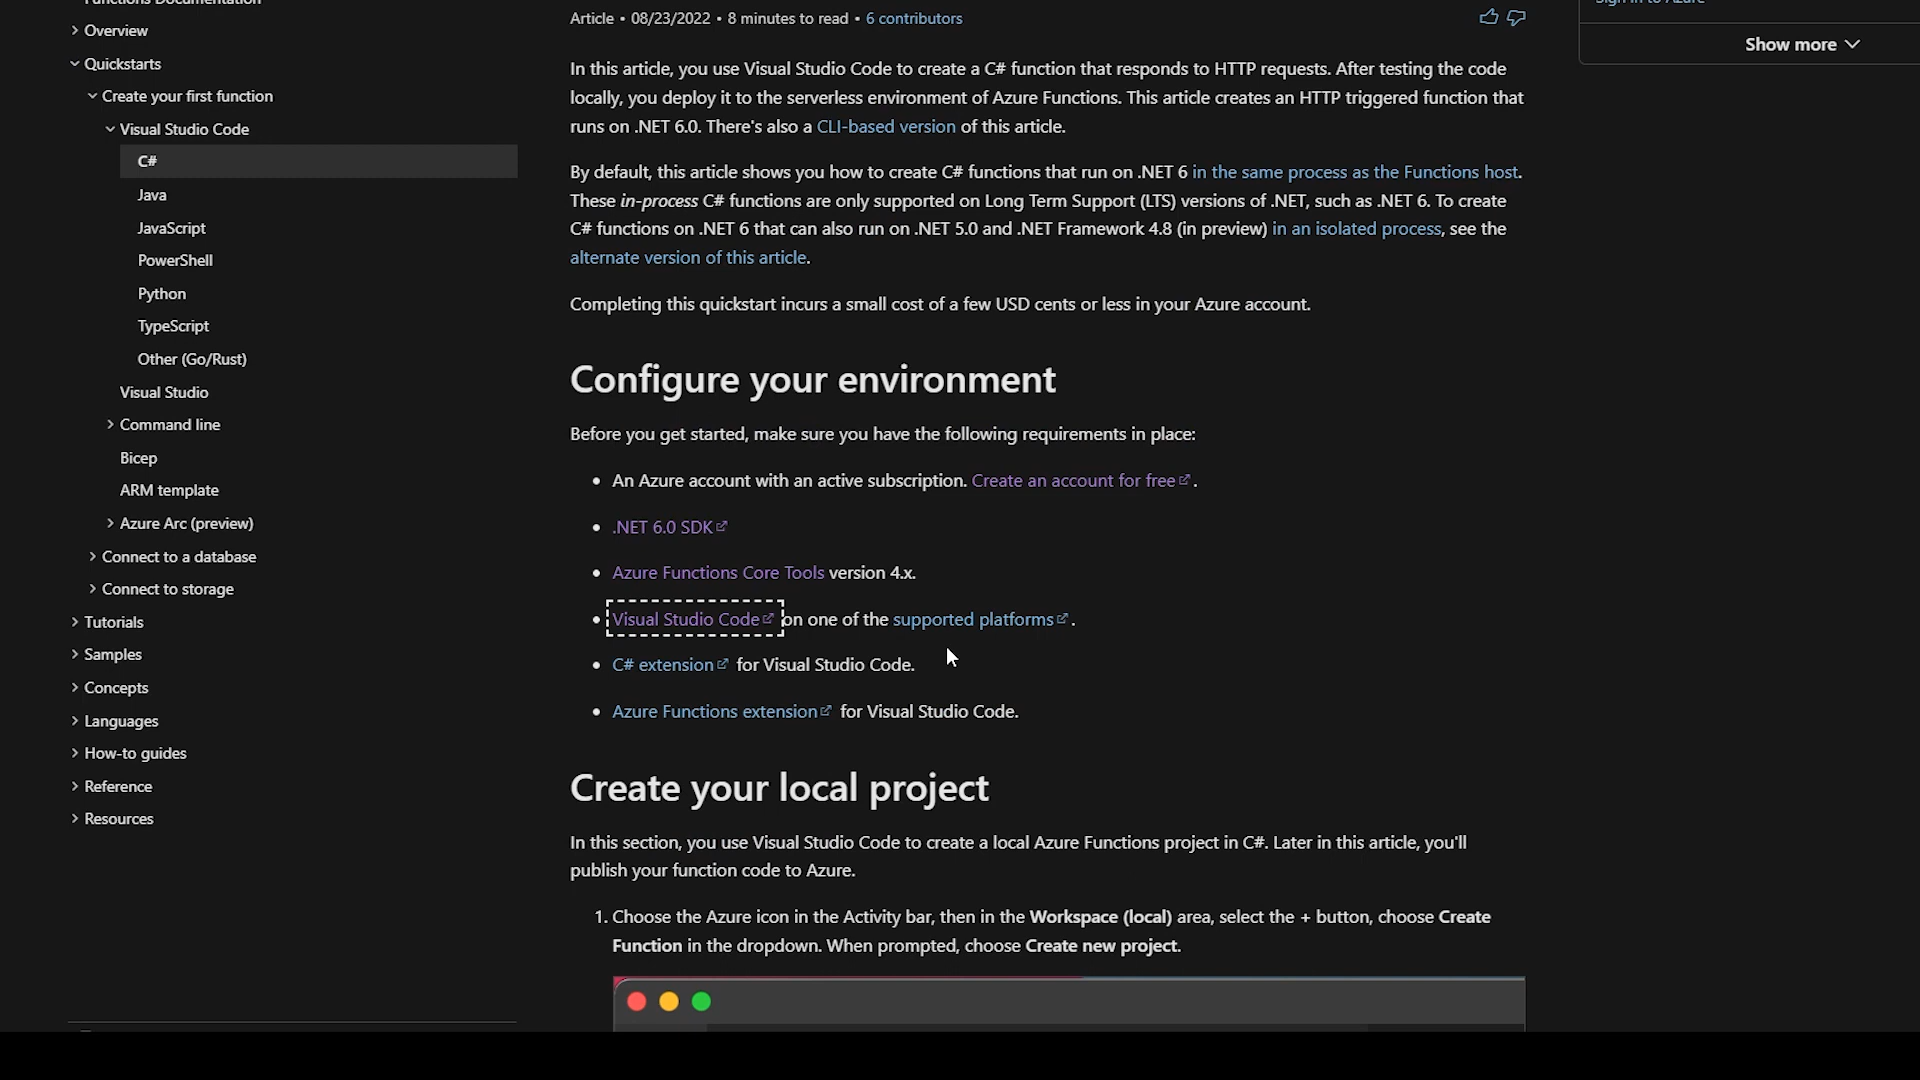 Functions Documentation
Overview
Quickstarts
Create your first function
Visual Studio Code
C#
Java
JavaScript
PowerShell
Python
TypeScript
Other (Go/Rust)
Visual Studio
Command line
Bicep
ARM template
Azure Arc (preview)
Connect to a database
Connect to storage
Tutorials
Samples
Concepts
Languages
How-to guides
Reference
Resources
Article • 08/23/2022 • 8 minutes to read • 6 contributors
In this article, you use Visual Studio Code to create a C# function that responds to HTTP requests. After testing the code
locally, you deploy it to the serverless environment of Azure Functions. This article creates an HTTP triggered function that
runs on .NET 6.0. There's also a CLI-based version of this article.
By default, this article shows you how to create C# functions that run on .NET 6 in the same process as the Functions host.
These in-process C# functions are only supported on Long Term Support (LTS) versions of .NET, such as .NET 6. To create
C# functions on .NET 6 that can also run on .NET 5.0 and .NET Framework 4.8 (in preview) in an isolated process, see the
alternate version of this article.
Completing this quickstart incurs a small cost of a few USD cents or less in your Azure account.
Configure your environment
Before you get started, make sure you have the following requirements in place:
• An Azure account with an active subscription. Create an account for free.
• .NET 6.0 SDK
• Azure Functions Core Tools version 4.x.
• Visual Studio Code on one of the supported platforms.
• C# extension for Visual Studio Code.
• Azure Functions extension for Visual Studio Code.
Create your local project
In this section, you use Visual Studio Code to create a local Azure Functions project in C#. Later in this article, you'll
publish your function code to Azure.
1. Choose the Azure icon in the Activity bar, then in the Workspace (local) area, select the + button, choose Create
Function in the dropdown. When prompted, choose Create new project.
Sign in to Azure
Show more